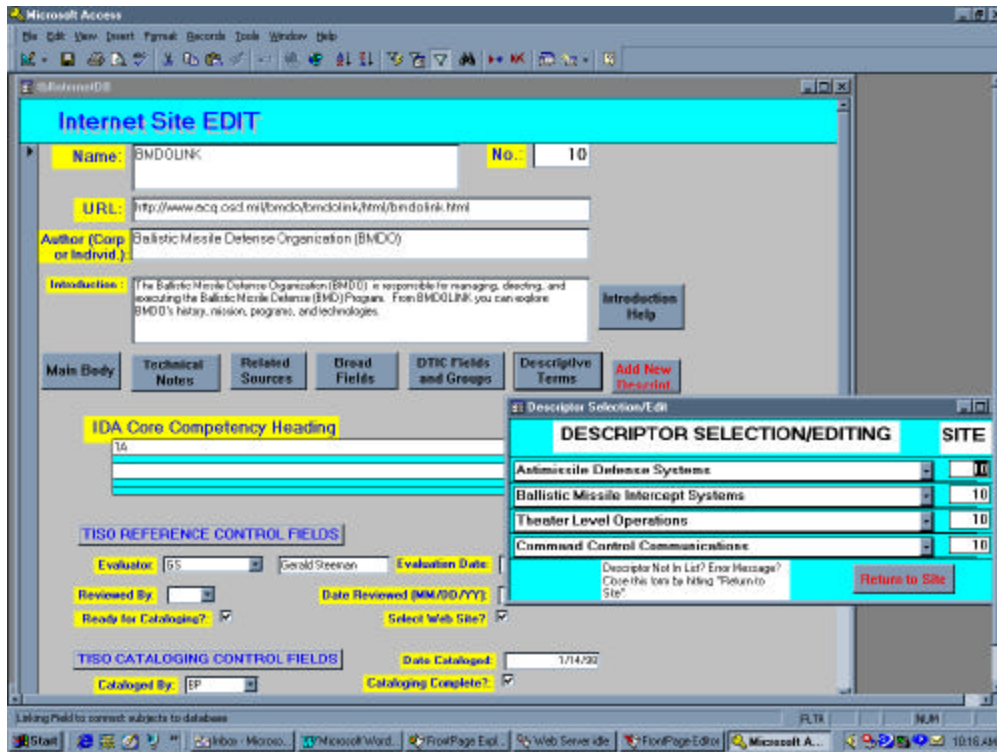 Microsoft Access
File Edit View Insert Format Records Tools Window Help
Internet Site EDIT
Name: BMDOLINK No.: 10
URL: http://www.acq.osd.mil/bmdo/bmdolink/html/bmdolink.html
Author (Corp or Individ.): Ballistic Missile Defense Organization (BMDO)
Introduction: The Ballistic Missile Defense Organization (BMDO) is responsible for managing, directing, and
executing the Ballistic Missile Defense (BMD) Program. From BMDOLINK you can explore
BMDO's history, mission, programs, and technologies.
Introduction Help
Main Body Technical Notes Related Sources Broad Fields DTIC Fields and Groups Descriptive Terms Add New Descript.
IDA Core Competency Heading
1A
Descriptor Selection/Edit
DESCRIPTOR SELECTION/EDITING SITE
Antimissile Defense Systems 10
Ballistic Missile Intercept Systems 10
Theater Level Operations 10
Command Control Communications 10
Descriptor Not In List? Error Message?
Close this form by hitting "Return to
Site".
Return to Site
TISO REFERENCE CONTROL FIELDS
Evaluator: GS Gerald Steeman Evaluation Date:
Reviewed By: Date Reviewed (MM/DD/YY):
Ready for Cataloging?: Select Web Site?
TISO CATALOGING CONTROL FIELDS Date Cataloged:
Cataloged By: EP Cataloging Complete?:
Linking Field to connect subjects to database FLTR NUM
Start Inbox - Microso... Microsoft Word... FrontPage Expl... Web Server idle FrontPage Editor Microsoft A... 10:16 AM